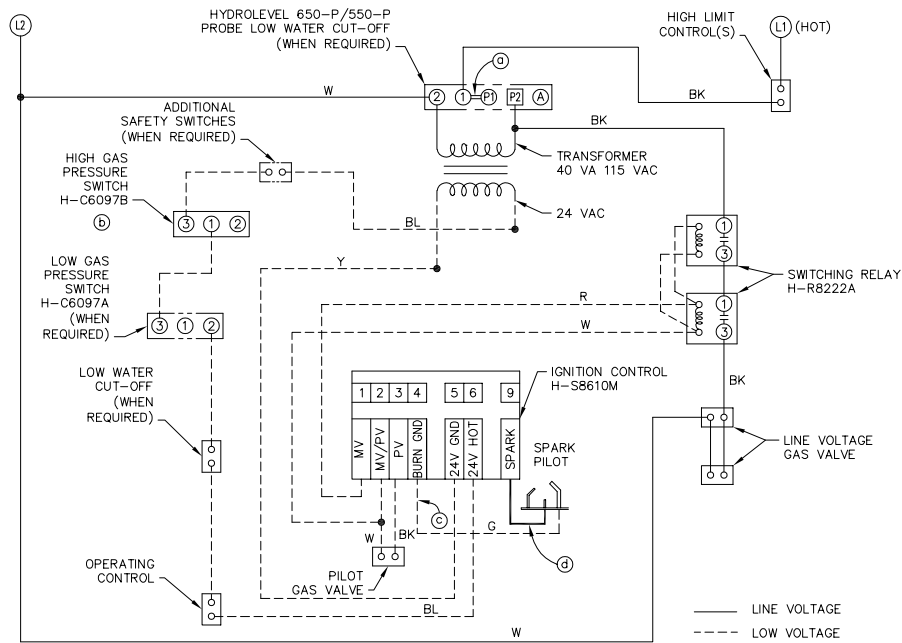 L2
HYDROLEVEL 650-P/550-P
PROBE LOW WATER CUT-OFF
(WHEN REQUIRED)
HIGH LIMIT
CONTROL(S)
L1 (HOT)
a
W
2 1 P1 P2 A
BK
ADDITIONAL
SAFETY SWITCHES
(WHEN REQUIRED)
BK
TRANSFORMER
40 VA 115 VAC
HIGH GAS
PRESSURE
SWITCH
H-C6097B
b
3 1 2
24 VAC
BL
1
3
Y
LOW GAS
PRESSURE
SWITCH
H-C6097A
(WHEN
REQUIRED)
3 1 2
SWITCHING RELAY
H-R8222A
R
1
W
3
LOW WATER
CUT-OFF
(WHEN
REQUIRED)
IGNITION CONTROL
H-S8610M
BK
1 2 3 4 5 6 9
MV
MV/PV
PV
BURN GND
24V GND
24V HOT
SPARK
SPARK
PILOT
LINE VOLTAGE
GAS VALVE
c
G
W
BK
d
OPERATING
CONTROL
PILOT
GAS VALVE
BL
LINE VOLTAGE
W
LOW VOLTAGE